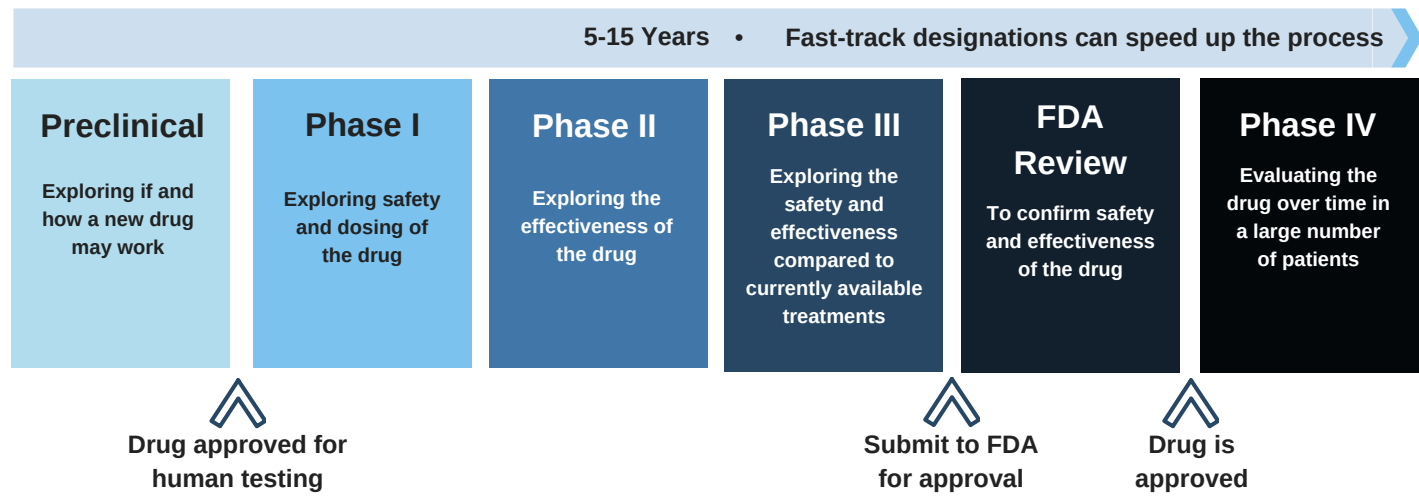 5-15 Years • Fast-track designations can speed up the process
Preclinical
Exploring if and
how a new drug
may work
Phase I
Exploring safety
and dosing of
the drug
Phase II
Exploring the
effectiveness of
the drug
Phase III
Exploring the
safety and
effectiveness
compared to
currently available
treatments
FDA
Review
To confirm safety
and effectiveness
of the drug
Phase IV
Evaluating the
drug over time in
a large number
of patients
Drug approved for
human testing
Submit to FDA
for approval
Drug is
approved